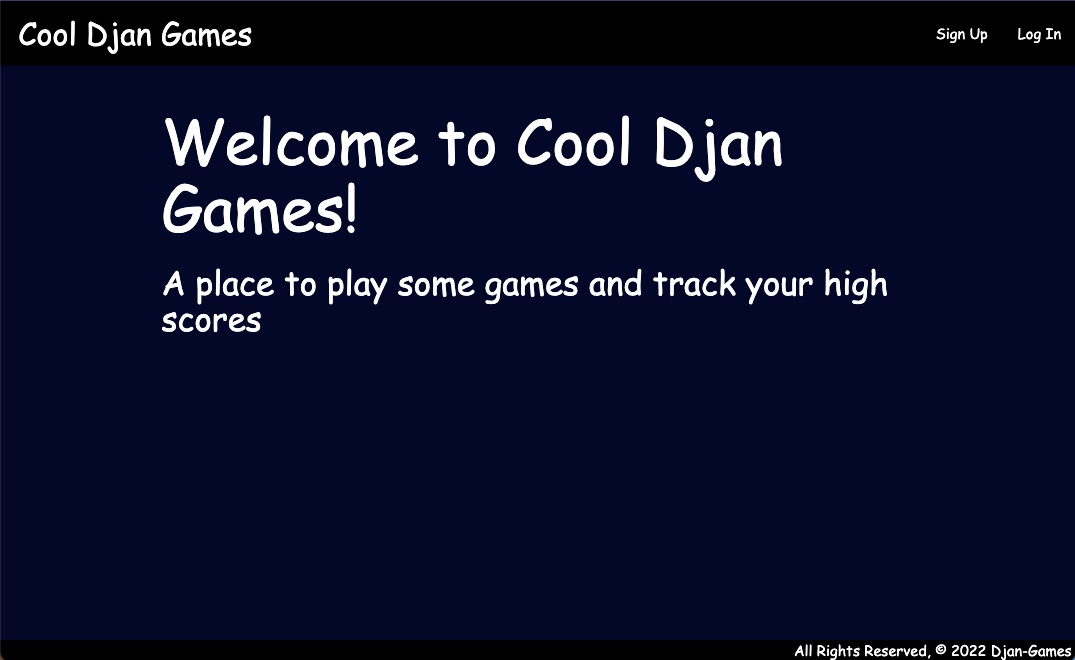 Cool Djan Games
Sign Up
Log In
Welcome to Cool Djan
Games!
A place to play some games and track your high
scores
All Rights Reserved, © 2022 Djan-Games